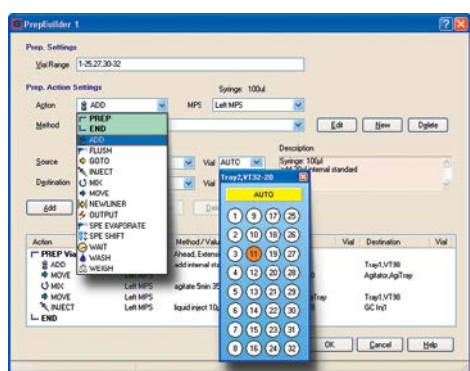 PrepBuilder 1
Prep. Settings
Vial Range 1-25,27,30-32
Prep. Action Settings
Syringe: 100ul
Action ADD MPS Left MPS
PREP
END
ADD
FLUSH
GOTO
INJECT
MIX
MOVE
NEWLINER
OUTPUT
SPE EVAPORATE
SPE SHIFT
WAIT
WASH
WEIGH
Method Edit New Delete
Description
Source Vial AUTO Syringe: 100µl
internal standard
Destination Vial
Tray2,VT32-20
AUTO
1 9 17 25
2 10 18 26
3 11 19 27
4 12 20 28
5 13 21 29
6 14 22 30
7 15 23 31
8 16 24 32
Add
Action Method / Valu Vial Destination Vial
PREP Via Ahead, Extensi
ADD add internal sta Tray1,VT98
MOVE Left MPS Agitator,AgiTray
MIX Left MPS agitate 5min 35
MOVE Left MPS Tray1,VT98
INJECT Left MPS liquid inject 10 GC Inj1
END
OK Cancel Help